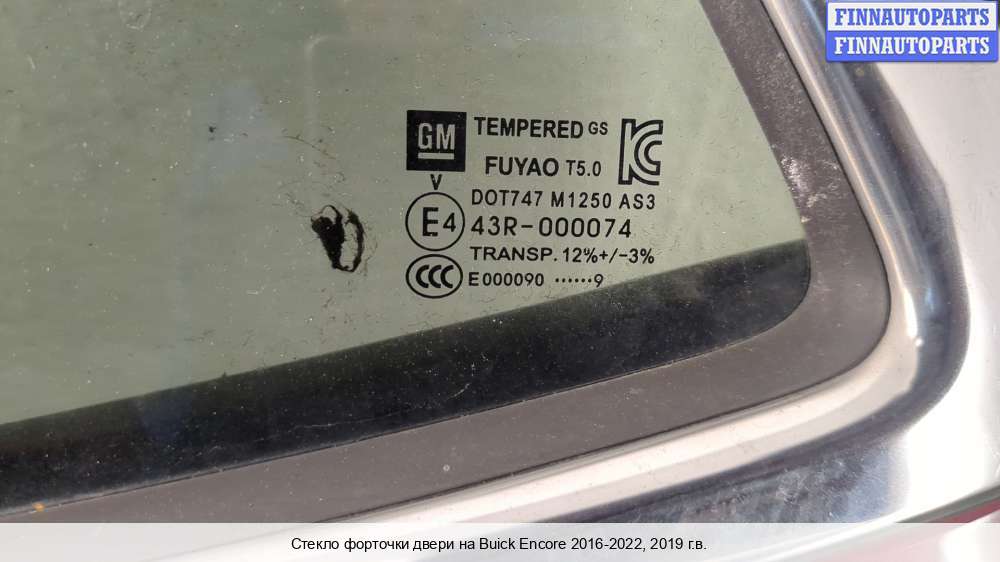 FINNAUTOPARTS
FINNAUTOPARTS
GM TEMPERED GS KC
FUYAO T5.0
V
DOT747 M1250 AS3
E4 43R-000074
TRANSP. 12%+/-3%
CCC E000090 ······9
Стекло форточки двери на Buick Encore 2016-2022, 2019 г.в.